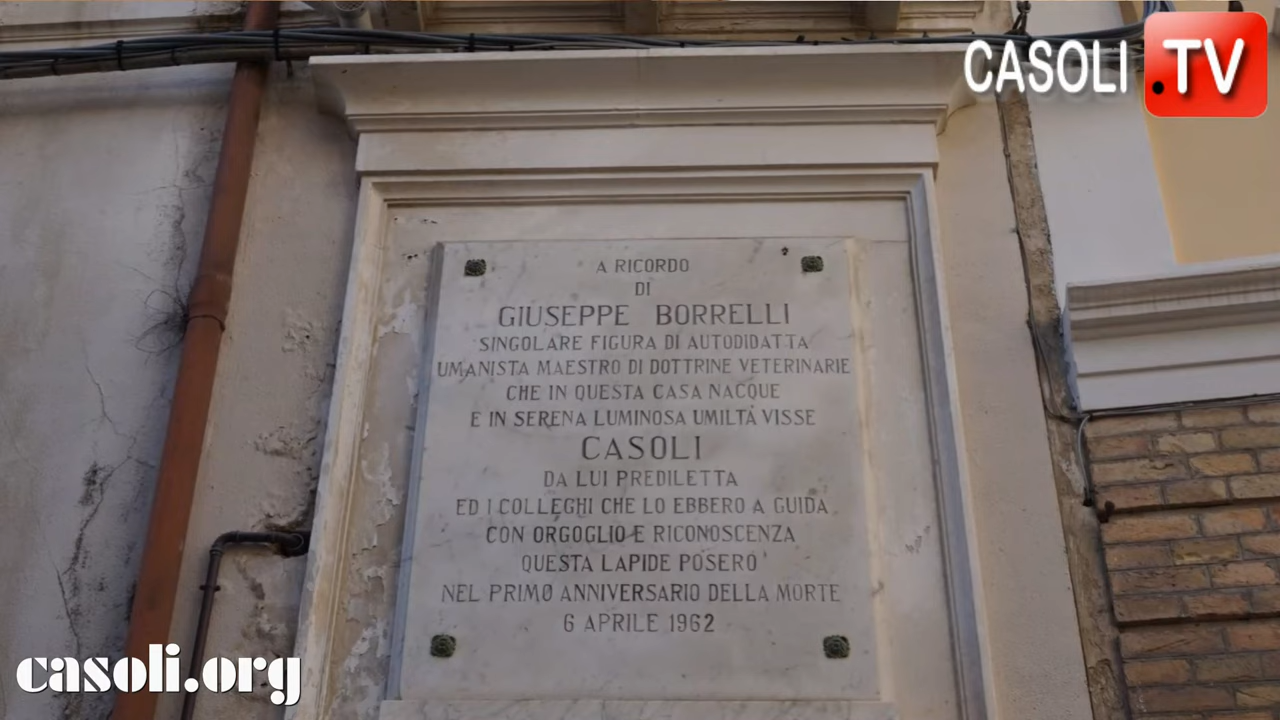 CASOLI .TV
A RICORDO
DI
GIUSEPPE BORRELLI
SINGOLARE FIGURA DI AUTODIDATTA
UMANISTA MAESTRO DI DOTTRINE VETERINARIE
CHE IN QUESTA CASA NACQUE
E IN SERENA LUMINOSA UMILTÀ VISSE
CASOLI
DA LUI PREDILETTA
ED I COLLEGHI CHE LO EBBERO A GUIDA
CON ORGOGLIO E RICONOSCENZA
QUESTA LAPIDE POSERO
NEL PRIMO ANNIVERSARIO DELLA MORTE
6 APRILE 1962
casoli.org